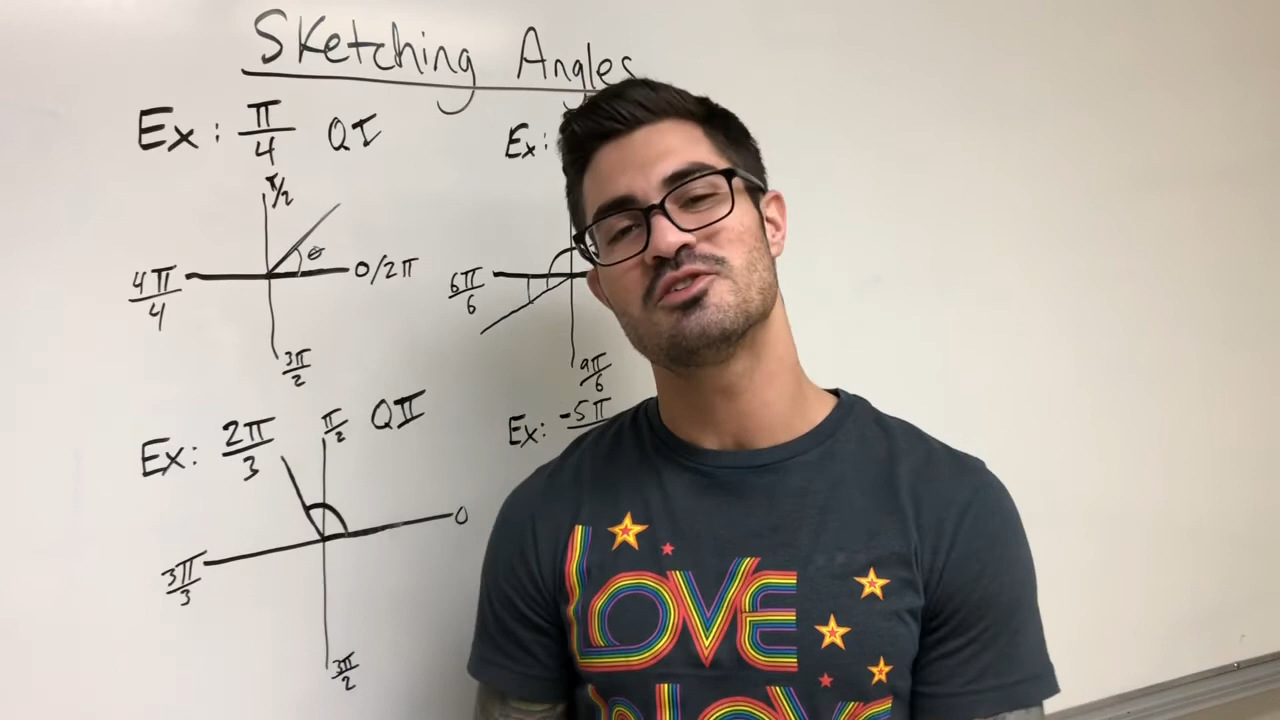 Sketching Angles
Ex: π/4 QI
π/2
θ
4π/4
0/2π
3π/2
Ex:
6π/6
9π/6
Ex: 2π/3 QII
π/2
0
3π/3
3π/2
Ex: -5π
LOVE